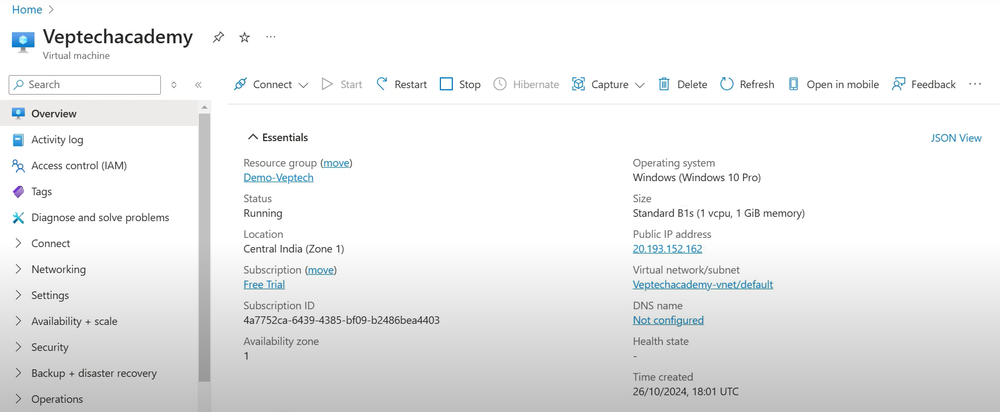 Home
Veptechacademy
Virtual machine
Search
Connect Start Restart Stop Hibernate Capture Delete Refresh Open in mobile Feedback
Overview
Activity log
Access control (IAM)
Tags
Diagnose and solve problems
Connect
Networking
Settings
Availability + scale
Security
Backup + disaster recovery
Operations
Essentials
JSON View
Resource group (move)
Demo-Veptech
Status
Running
Location
Central India (Zone 1)
Subscription (move)
Free Trial
Subscription ID
4a7752ca-6439-4385-bf09-b2486bea4403
Availability zone
1
Operating system
Windows (Windows 10 Pro)
Size
Standard B1s (1 vcpu, 1 GiB memory)
Public IP address
20.193.152.162
Virtual network/subnet
Veptechacademy-vnet/default
DNS name
Not configured
Health state
-
Time created
26/10/2024, 18:01 UTC